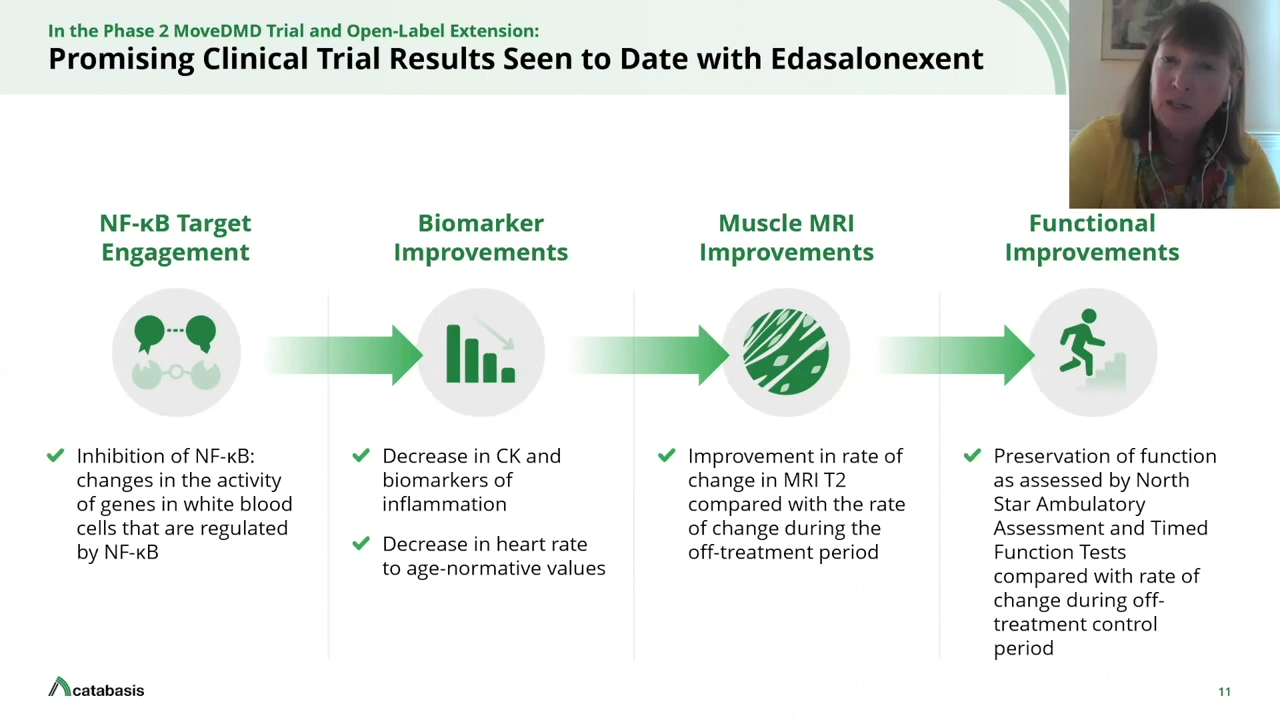 In the Phase 2 MoveDMD Trial and Open-Label Extension:
Promising Clinical Trial Results Seen to Date with Edasalonexent
NF-κB Target
Engagement
Inhibition of NF-κB:
changes in the activity
of genes in white blood
cells that are regulated
by NF-κB
Biomarker
Improvements
Decrease in CK and
biomarkers of
inflammation
Decrease in heart rate
to age-normative values
Muscle MRI
Improvements
Improvement in rate of
change in MRI T2
compared with the rate
of change during the
off-treatment period
Functional
Improvements
Preservation of function
as assessed by North
Star Ambulatory
Assessment and Timed
Function Tests
compared with rate of
change during off-
treatment control
period
catabasis
11